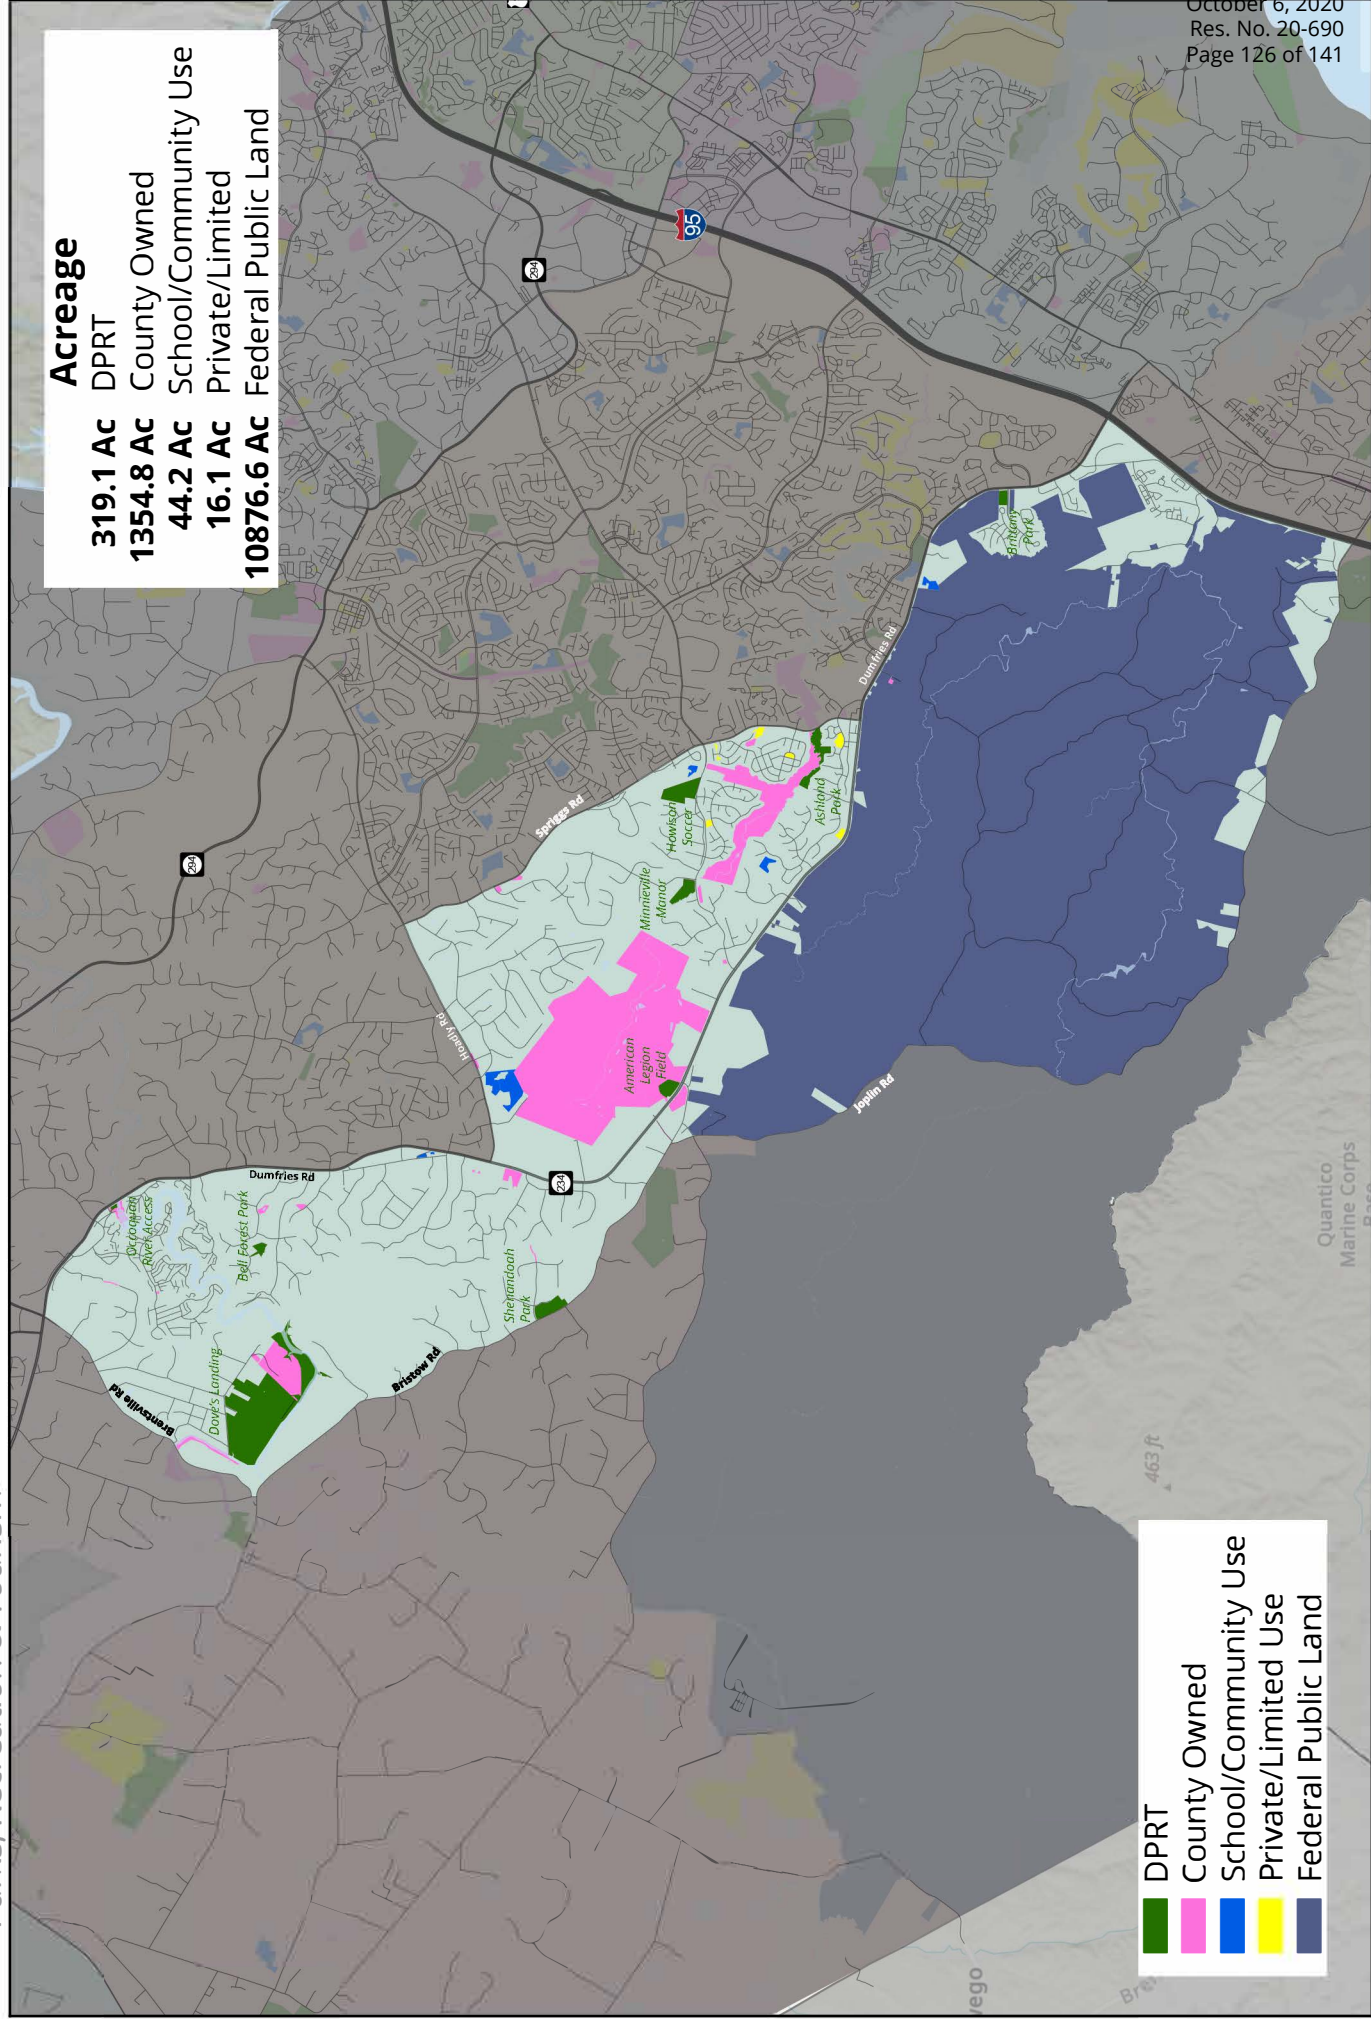 October 6, 2020
Res. No. 20-690
Page 126 of 141
Acreage
319.1 Ac DPRT
1354.8 Ac County Owned
44.2 Ac School/Community Use
16.1 Ac Private/Limited
10876.6 Ac Federal Public Land
95
294
294
234
Spriggs Rd
Hoadly Rd
Dumfries Rd
Dumfries Rd
Joplin Rd
Bristow Rd
Brentsville Rd
Occoquan
River Access
Bell Forest Park
Dove's Landing
Shenandoah
Park
American
Legion
Field
Minnieville
Manor
Howison
Soccer
Ashland
Park
Brittany
Park
Quantico
Marine Corps
463 ft
DPRT
County Owned
School/Community Use
Private/Limited Use
Federal Public Land